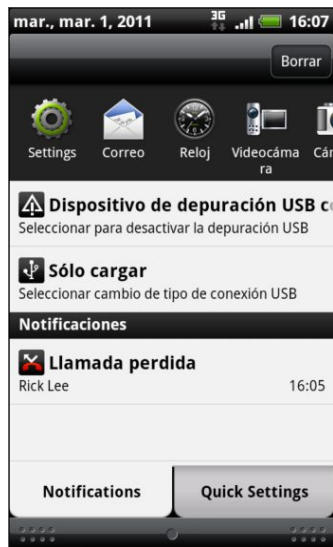 mar., mar. 1, 2011 3G 16:07
Borrar
Settings Correo Reloj Videocáma
ra
Dispositivo de depuración USB
Seleccionar para desactivar la depuración USB
Sólo cargar
Seleccionar cambio de tipo de conexión USB
Notificaciones
Llamada perdida
Rick Lee 16:05
Notifications Quick Settings